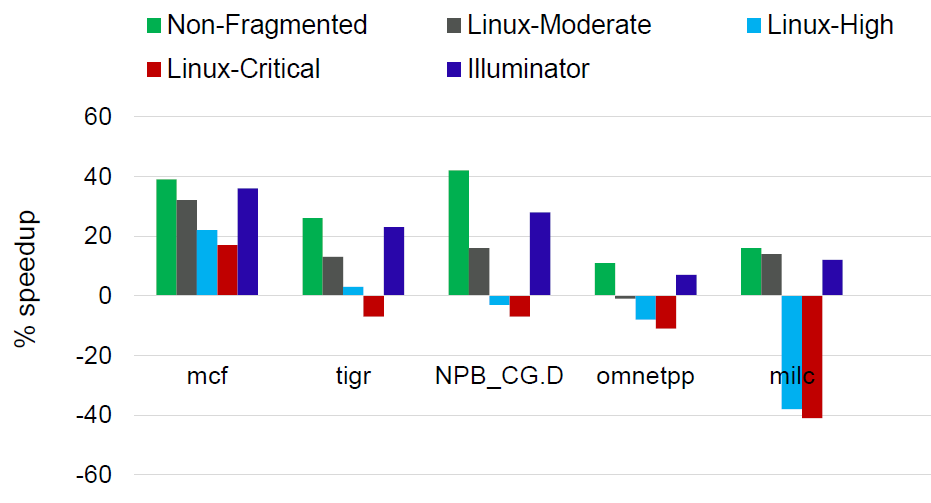 Non-Fragmented Linux-Moderate Linux-High
Linux-Critical Illuminator
% speedup
60
40
20
0
-20
-40
-60
mcf tigr NPB_CG.D omnetpp milc